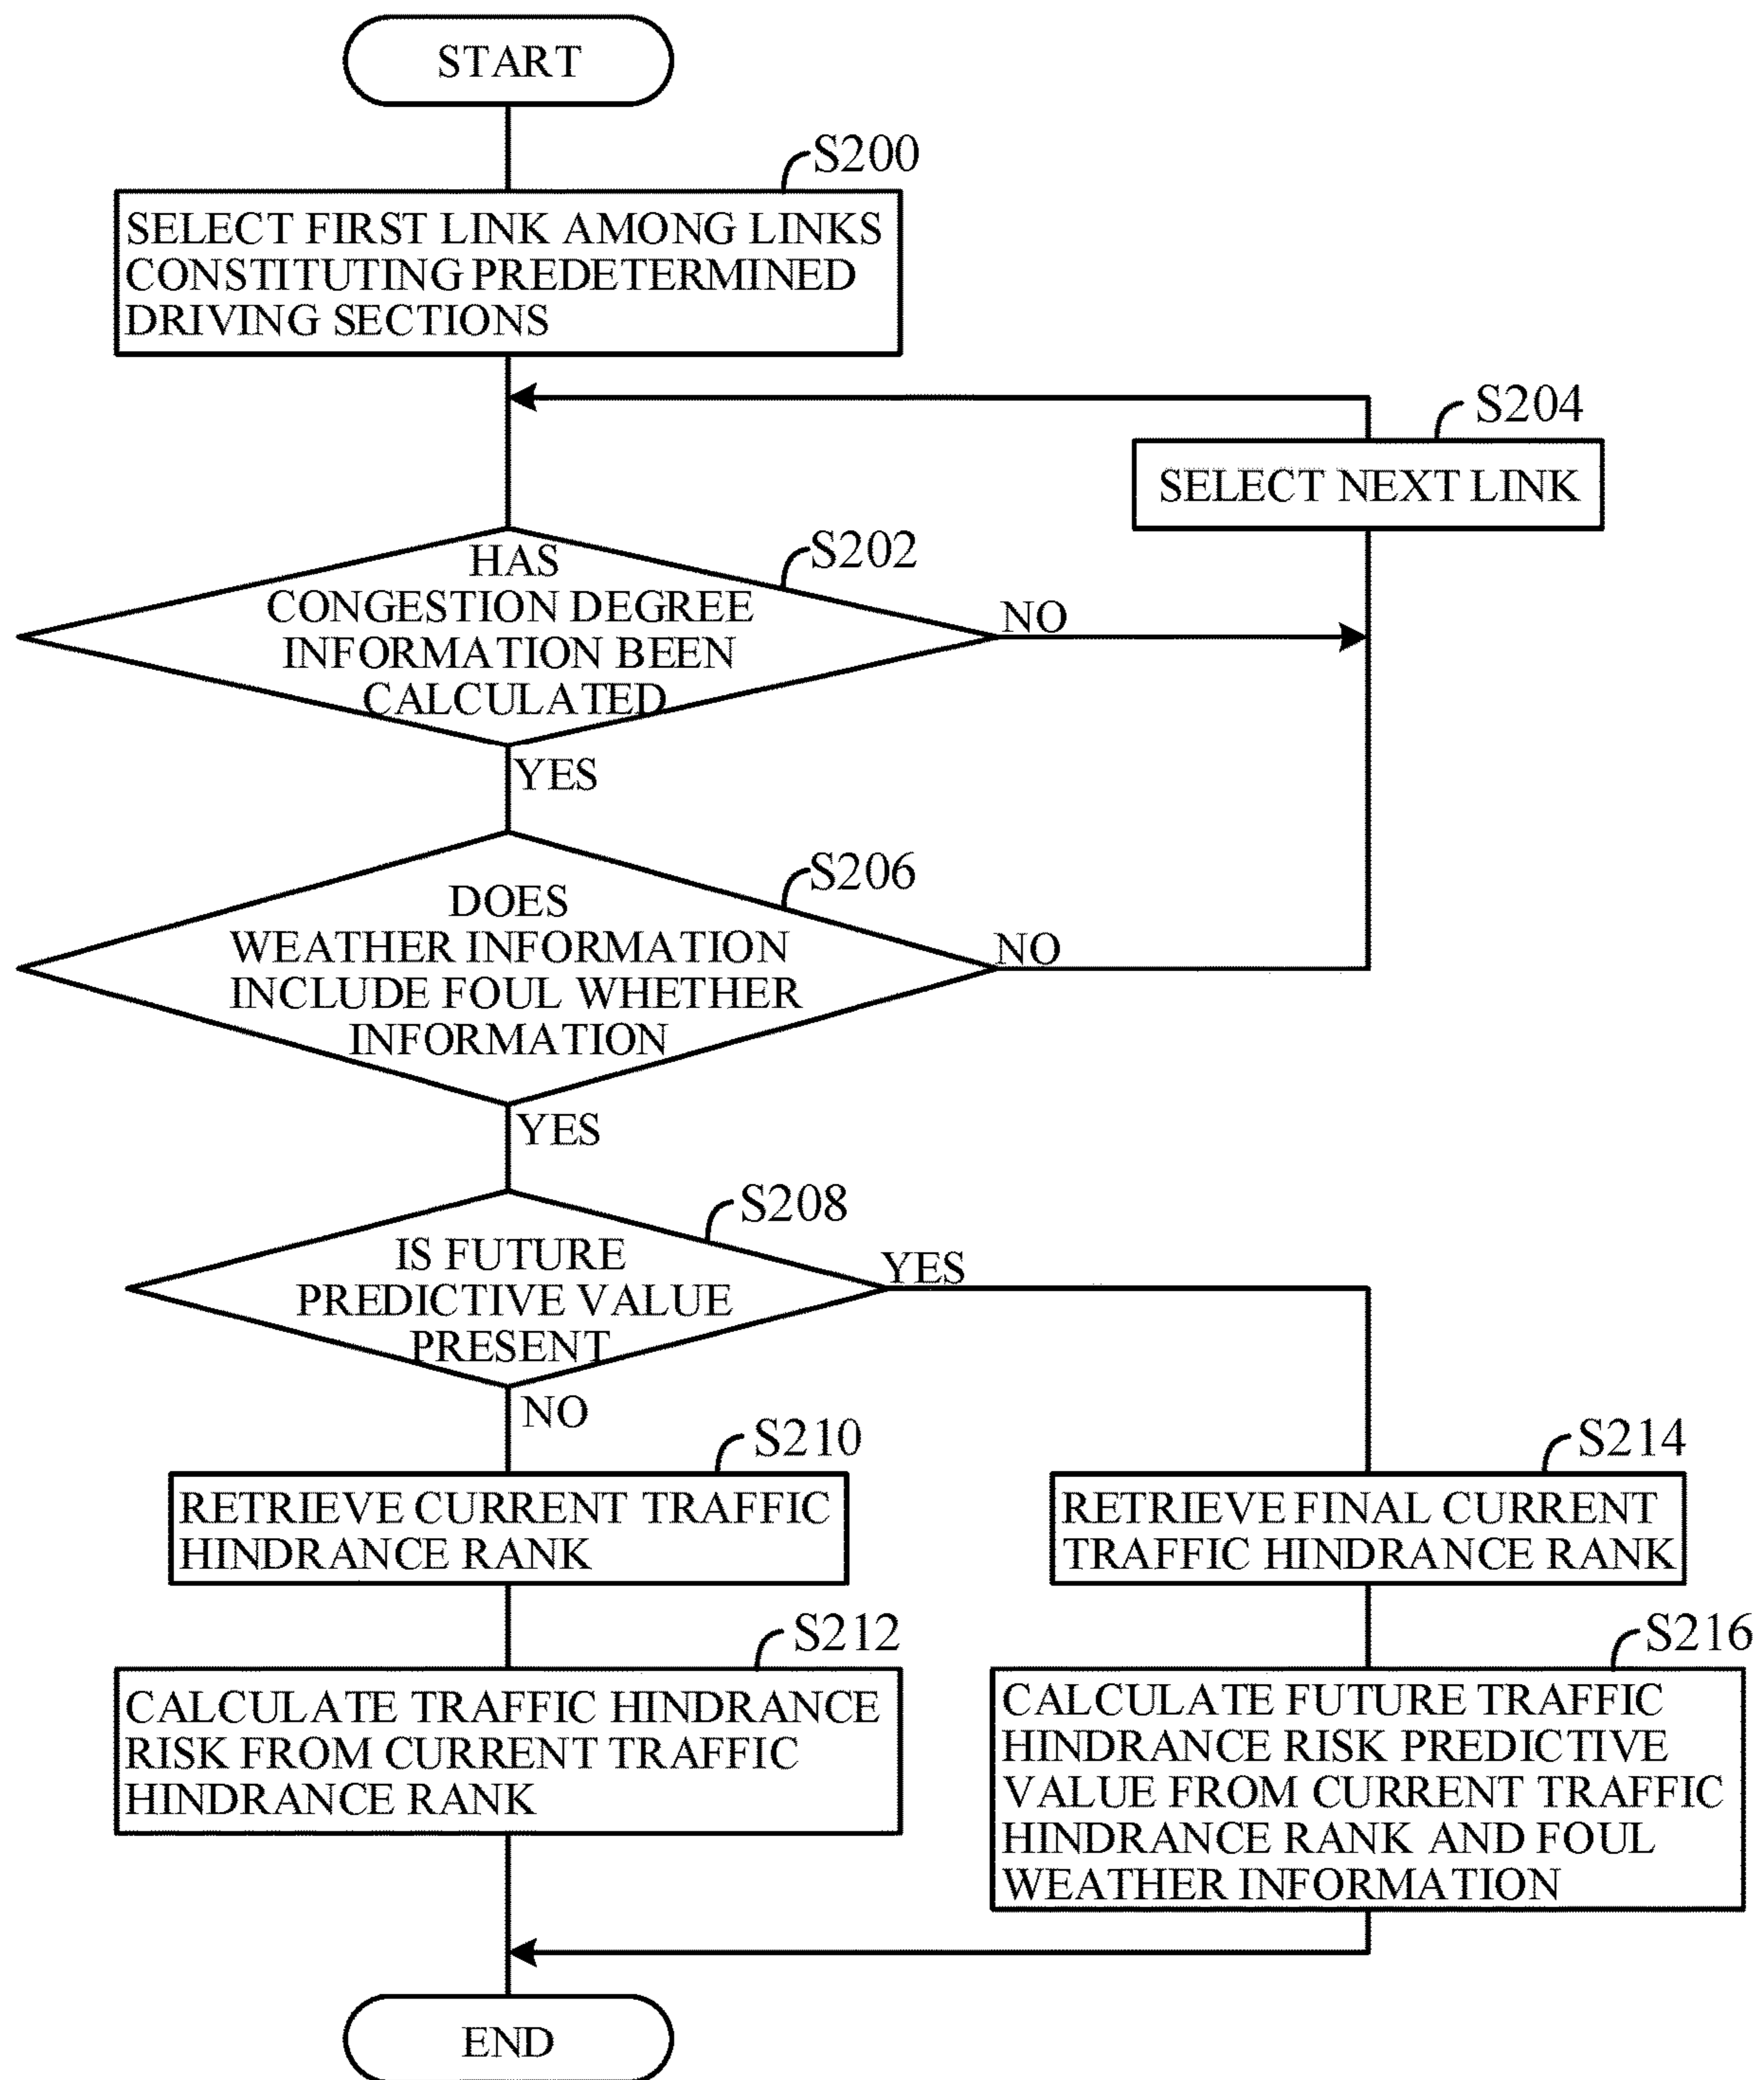 START
S200
SELECT FIRST LINK AMONG LINKS
CONSTITUTING PREDETERMINED
DRIVING SECTIONS
S204
SELECT NEXT LINK
S202
HAS
CONGESTION DEGREE
INFORMATION BEEN
CALCULATED
NO
YES
S206
DOES
WEATHER INFORMATION
INCLUDE FOUL WHETHER
INFORMATION
NO
YES
S208
IS FUTURE
PREDICTIVE VALUE
PRESENT
YES
NO
S210
RETRIEVE CURRENT TRAFFIC
HINDRANCE RANK
S214
RETRIEVE FINAL CURRENT
TRAFFIC HINDRANCE RANK
S212
CALCULATE TRAFFIC HINDRANCE
RISK FROM CURRENT TRAFFIC
HINDRANCE RANK
S216
CALCULATE FUTURE TRAFFIC
HINDRANCE RISK PREDICTIVE
VALUE FROM CURRENT TRAFFIC
HINDRANCE RANK AND FOUL
WEATHER INFORMATION
END